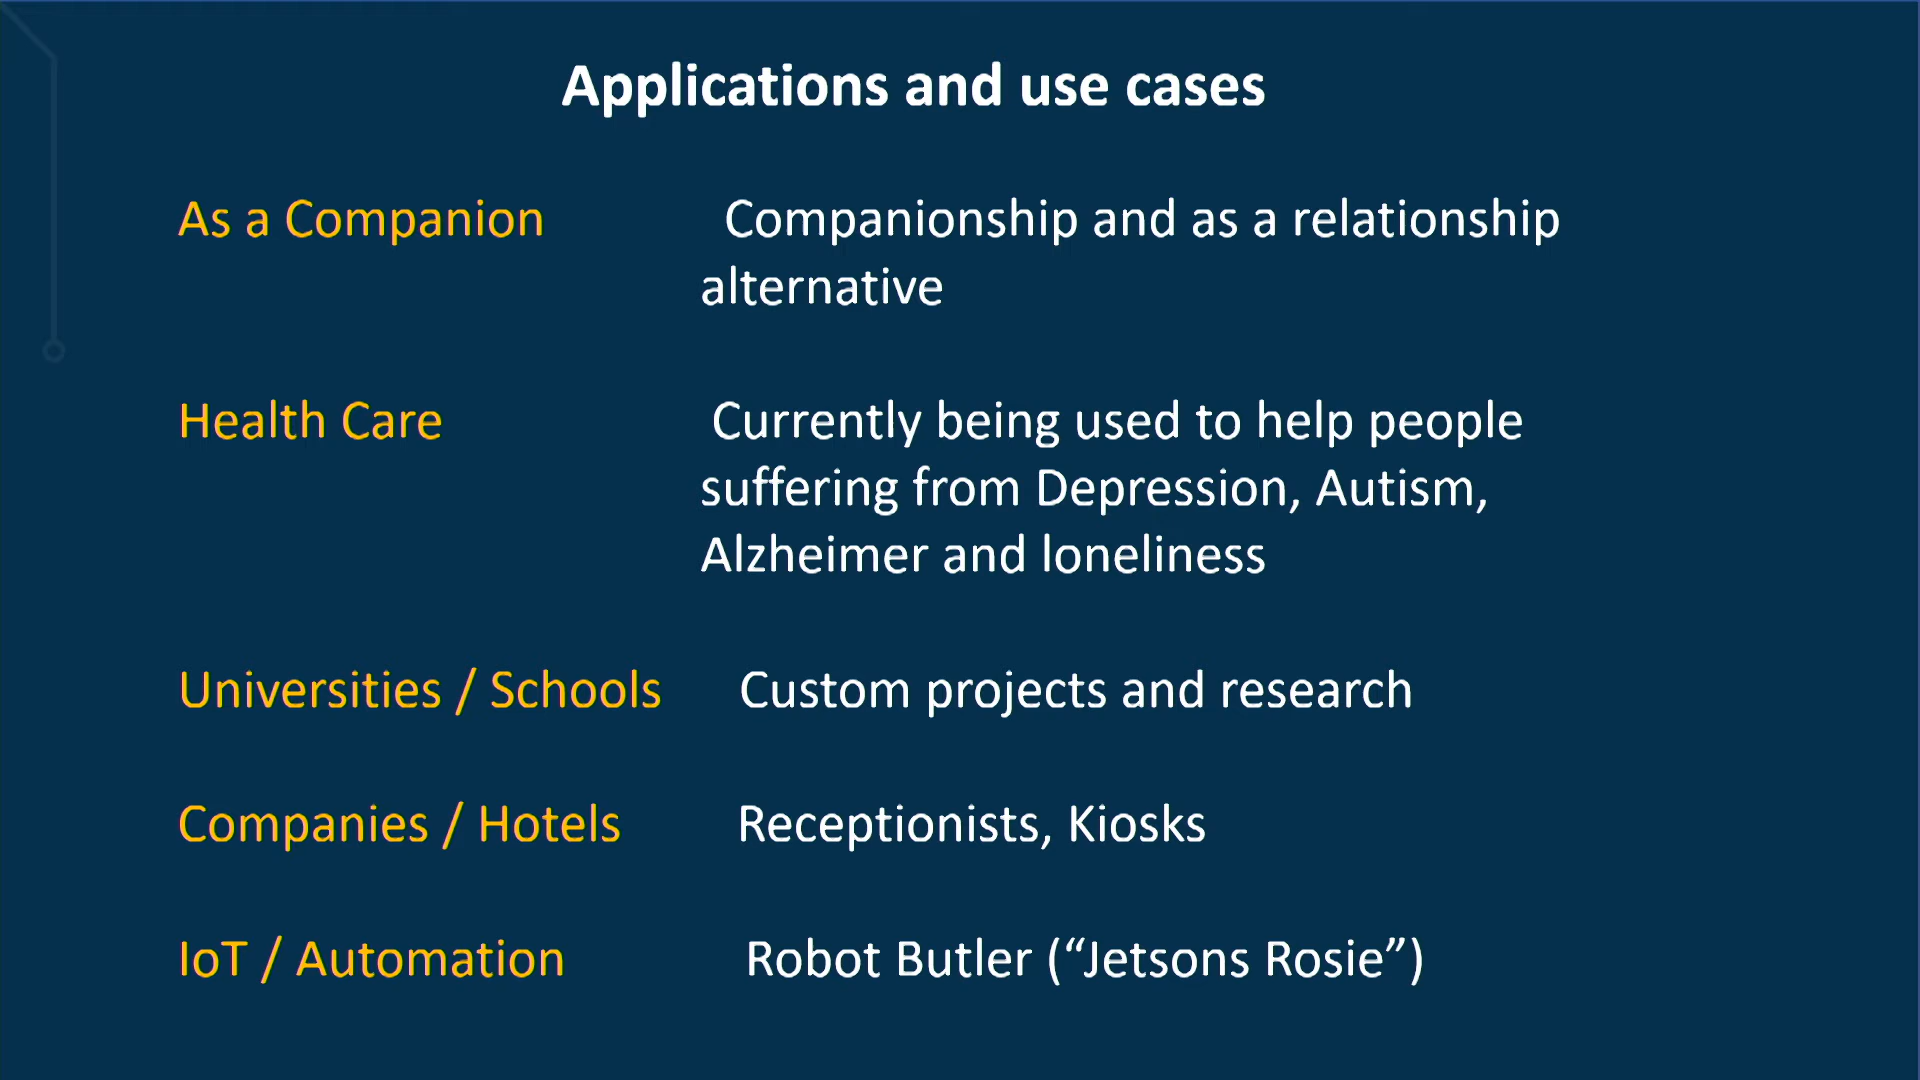 Applications and use cases
As a Companion Companionship and as a relationship
alternative
Health Care Currently being used to help people
suffering from Depression, Autism,
Alzheimer and loneliness
Universities / Schools Custom projects and research
Companies / Hotels Receptionists, Kiosks
IoT / Automation Robot Butler (“Jetsons Rosie”)